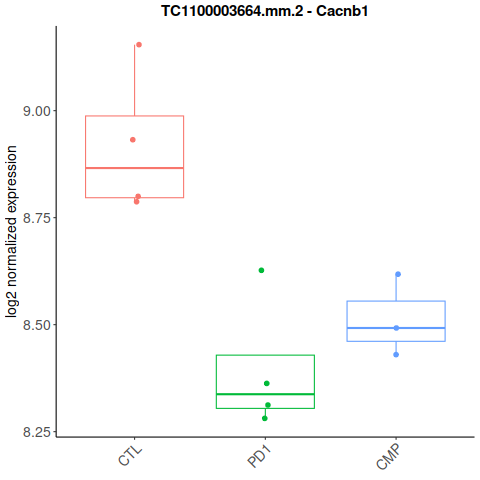 TC1100003664.mm.2 - Cacnb1
log2 normalized expression
9.00
8.75
8.50
8.25
CTL
PD1
CMP